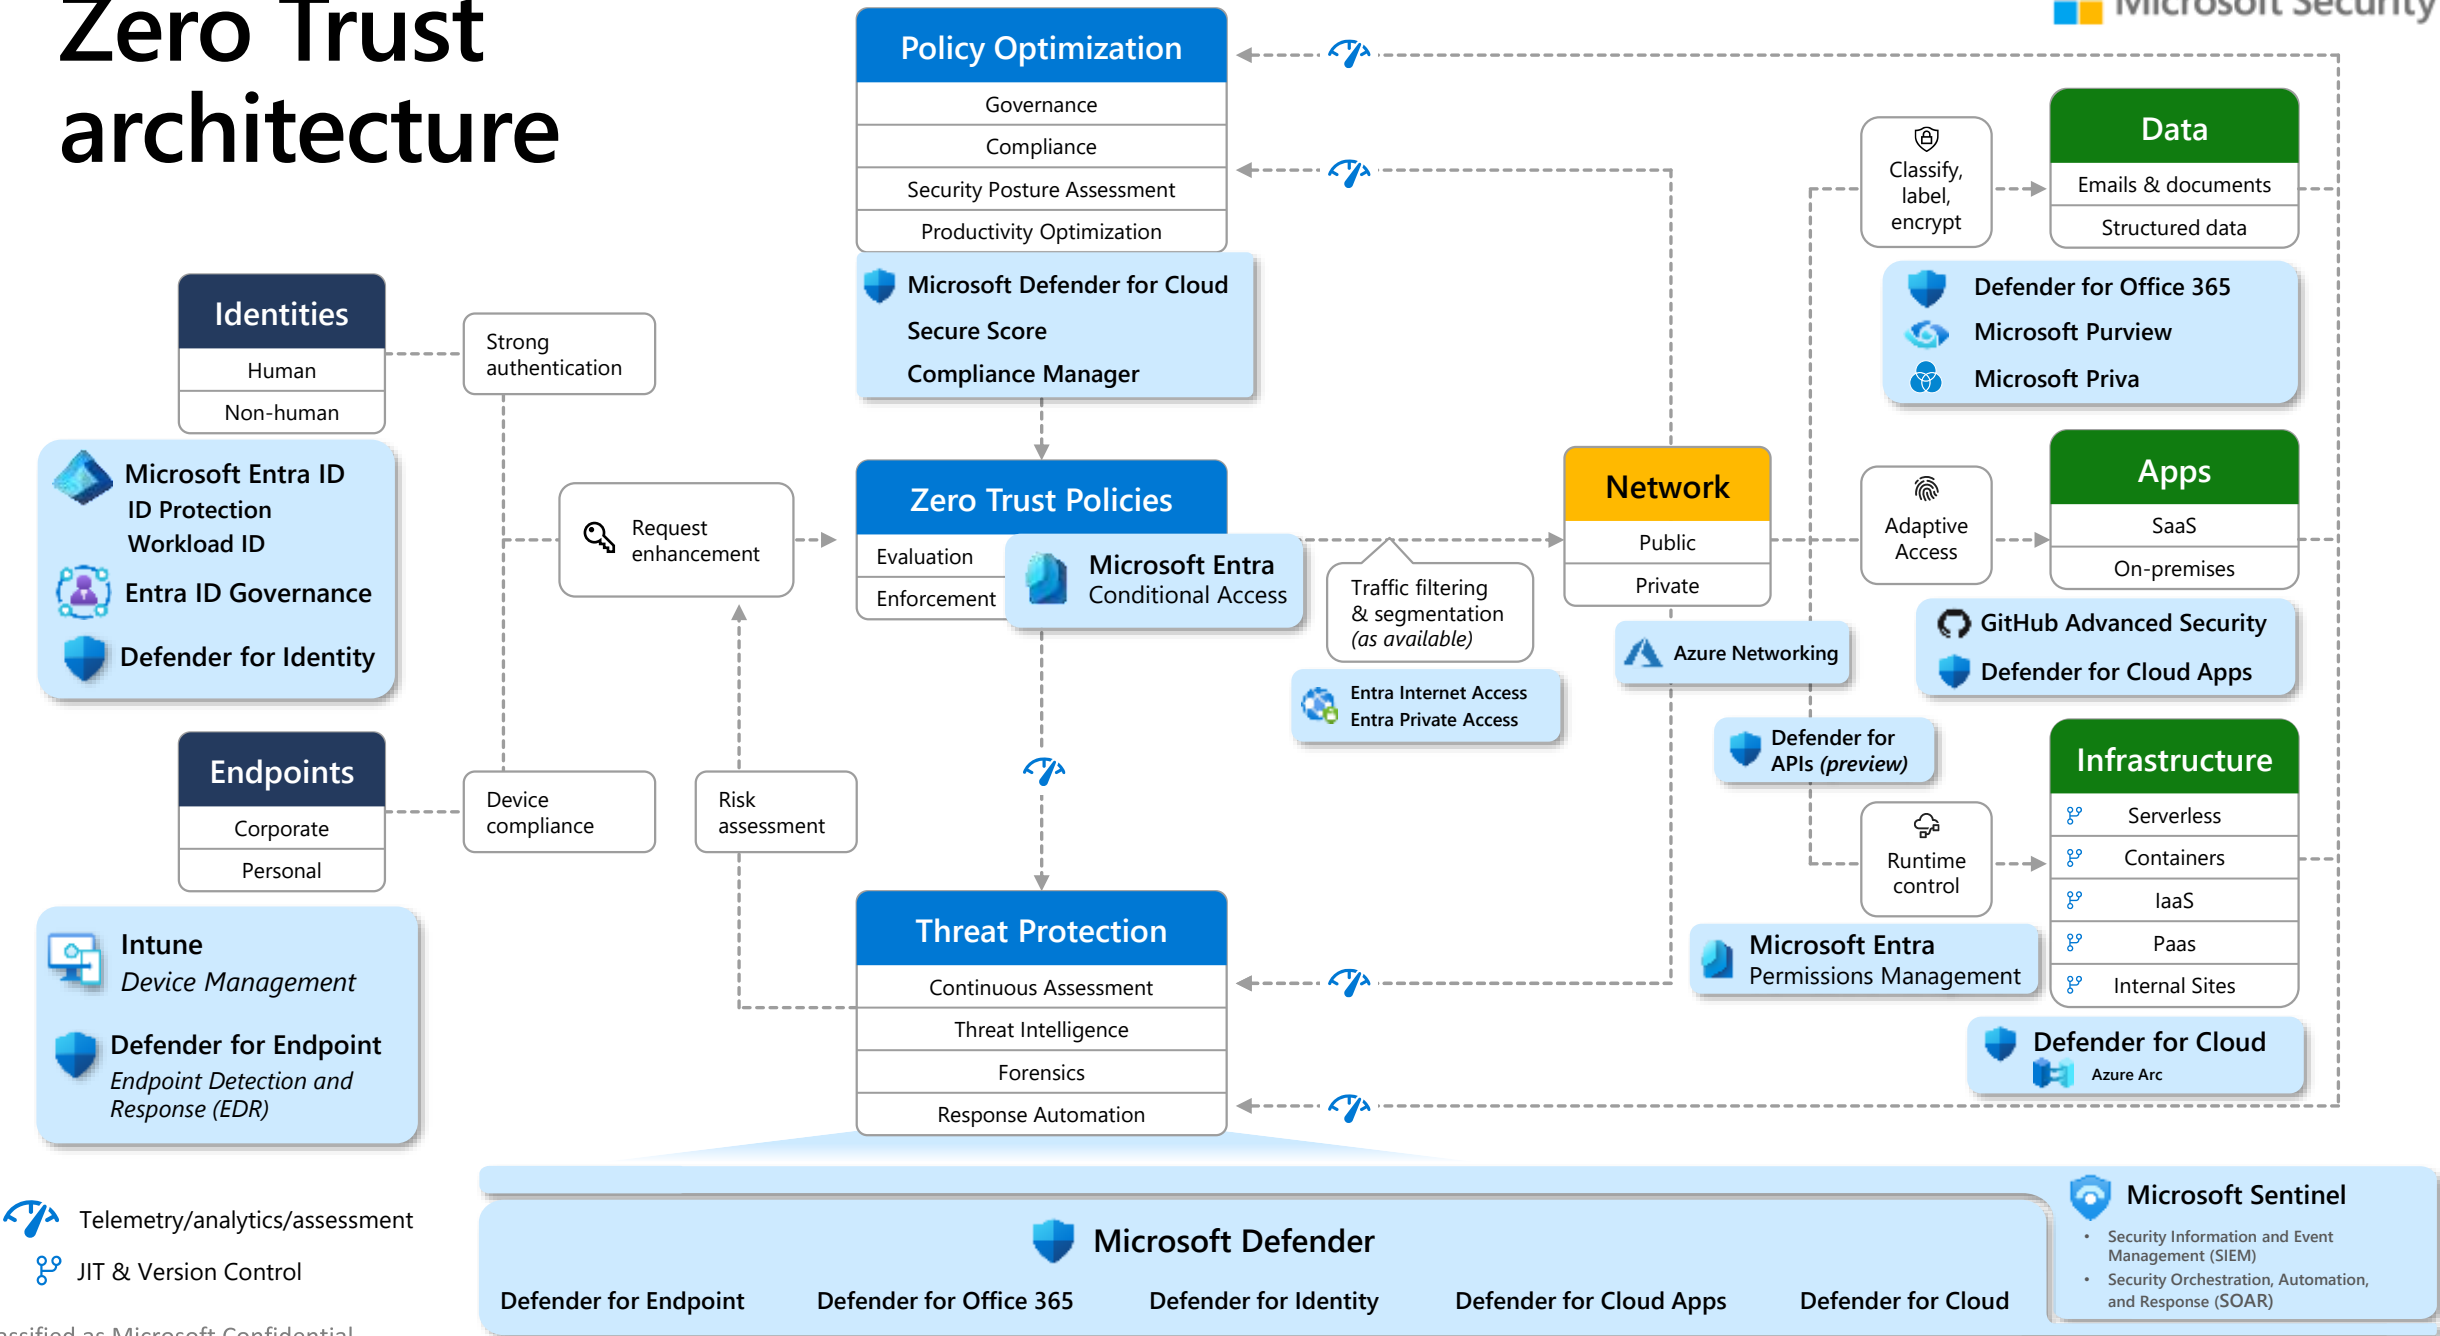 Zero Trust
architecture
Microsoft Security
Policy Optimization
Governance
Compliance
Security Posture Assessment
Productivity Optimization
Microsoft Defender for Cloud
Secure Score
Compliance Manager
Identities
Human
Non-human
Strong
authentication
Microsoft Entra ID
ID Protection
Workload ID
Entra ID Governance
Defender for Identity
Endpoints
Corporate
Personal
Device
compliance
Intune
Device Management
Defender for Endpoint
Endpoint Detection and
Response (EDR)
Request
enhancement
Risk
assessment
Zero Trust Policies
Evaluation
Enforcement
Microsoft Entra
Conditional Access
Traffic filtering
& segmentation
(as available)
Entra Internet Access
Entra Private Access
Network
Public
Private
Azure Networking
Classify,
label,
encrypt
Data
Emails & documents
Structured data
Defender for Office 365
Microsoft Purview
Microsoft Priva
Adaptive
Access
Apps
SaaS
On-premises
GitHub Advanced Security
Defender for Cloud Apps
Defender for
APIs (preview)
Runtime
control
Infrastructure
Serverless
Containers
IaaS
Paas
Internal Sites
Microsoft Entra
Permissions Management
Defender for Cloud
Azure Arc
Threat Protection
Continuous Assessment
Threat Intelligence
Forensics
Response Automation
Telemetry/analytics/assessment
JIT & Version Control
Microsoft Defender
Defender for Endpoint
Defender for Office 365
Defender for Identity
Defender for Cloud Apps
Defender for Cloud
Microsoft Sentinel
• Security Information and Event
Management (SIEM)
• Security Orchestration, Automation,
and Response (SOAR)
assified as Microsoft Confidential